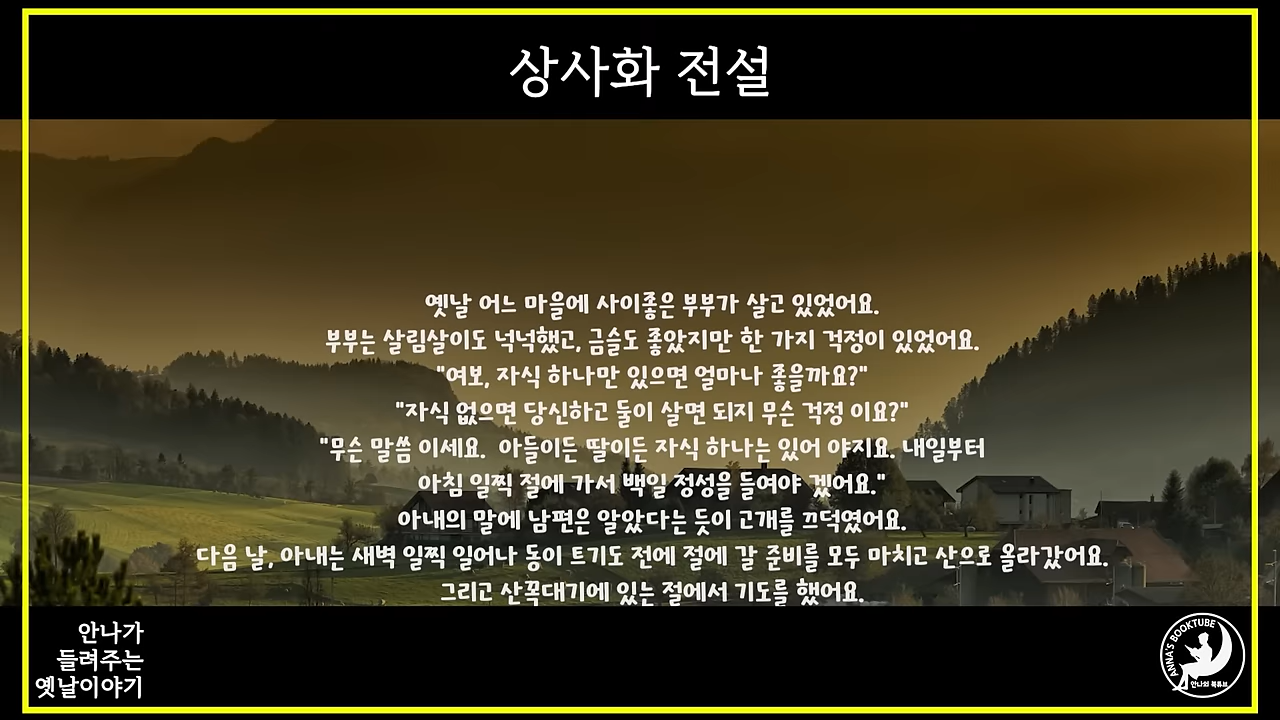 상사화 전설
옛날 어느 마을에 사이좋은 부부가 살고 있었어요.
부부는 살림살이도 넉넉했고, 금슬도 좋았지만 한 가지 걱정이 있었어요.
"여보, 자식 하나만 있으면 얼마나 좋을까요?"
"자식 없으면 당신하고 둘이 살면 되지 무슨 걱정 이요?"
"무슨 말씀 이세요.  아들이든 딸이든 자식 하나는 있어 야지요. 내일부터
아침 일찍 절에 가서 백일 정성을 들여야 겠어요."
아내의 말에 남편은 알았다는 듯이 고개를 끄덕였어요.
다음 날, 아내는 새벽 일찍 일어나 동이 트기도 전에 절에 갈 준비를 모두 마치고 산으로 올라갔어요.
그리고 산꼭대기에 있는 절에서 기도를 했어요.
안나가
들려주는
옛날이야기
ANNA'S BOOKTUBE
안나의 북튜브